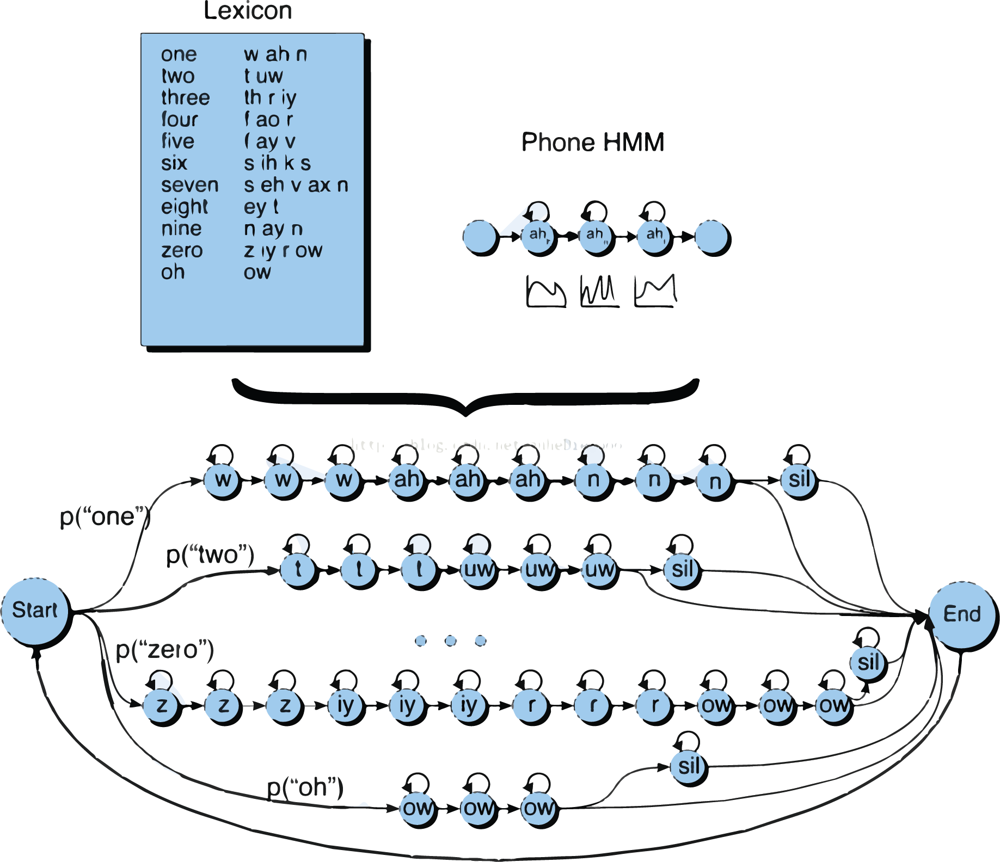 Lexicon
one w ah n
two t uw
three th r iy
four f ao r
five f ay v
six s ih k s
seven s eh v ax n
eight ey t
nine n ay n
zero z iy r ow
oh ow
Phone HMM
ah ah ah
w w w ah ah ah n n n sil
p(“one”)
p(“two”)
t t t uw uw uw sil
Start
End
p(“zero”)
sil
z z z iy iy iy r r r ow ow ow
sil
p(“oh”)
ow ow ow